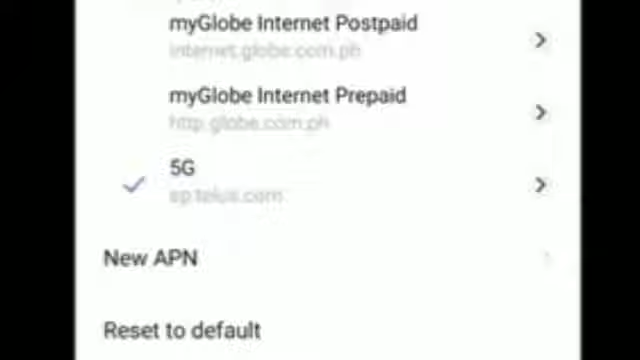 myGlobe Internet Postpaid
internet.globe.com.ph
myGlobe Internet Prepaid
http.globe.com.ph
5G
sp.telus.com
New APN
Reset to default